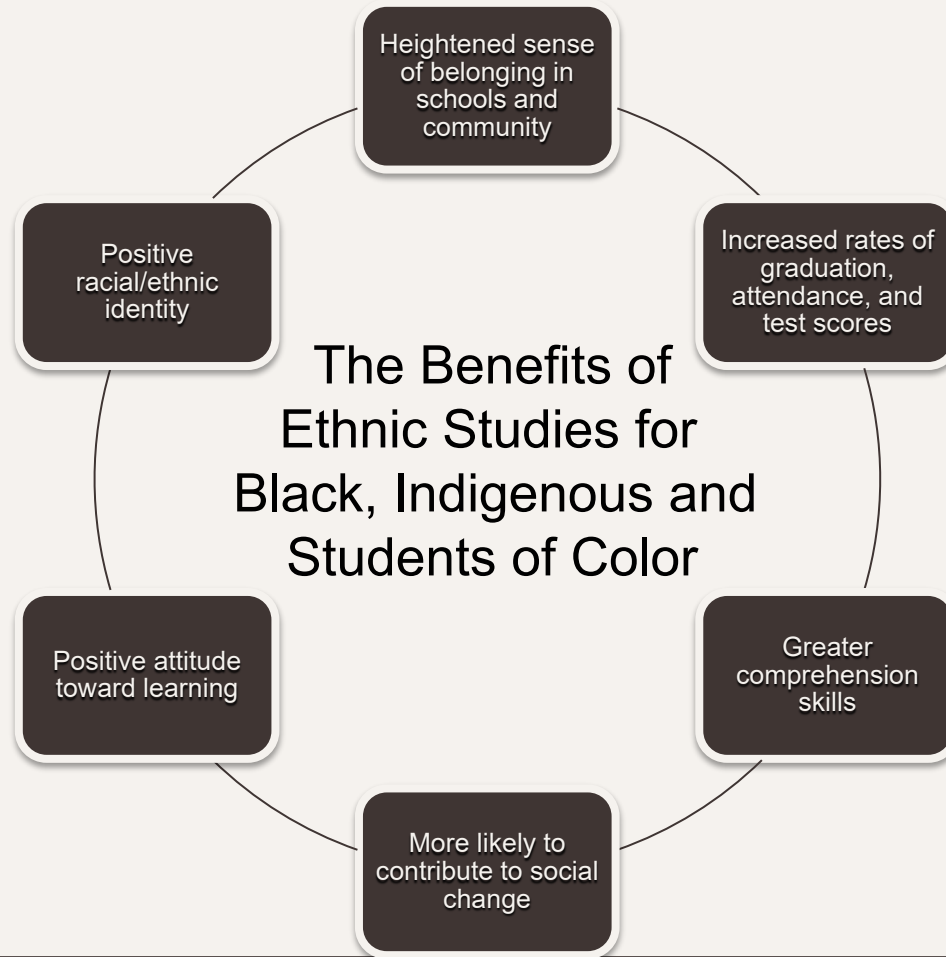 Heightened sense
of belonging in
schools and
community
Increased rates of
graduation,
attendance, and
test scores
Greater
comprehension
skills
More likely to
contribute to social
change
Positive attitude
toward learning
Positive
racial/ethnic
identity
The Benefits of
Ethnic Studies for
Black, Indigenous and
Students of Color